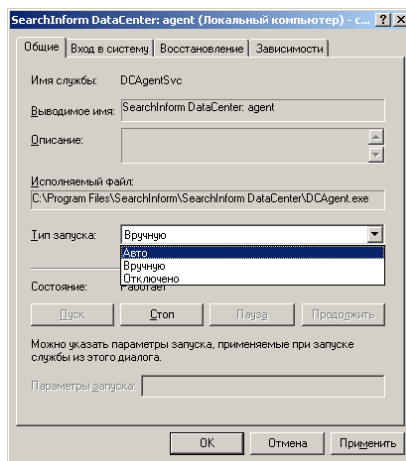 SearchInform DataCenter: agent (Локальный компьютер) - с...
Общие Вход в систему Восстановление Зависимости
Имя службы: DCAgentSvc
Выводимое имя: SearchInform DataCenter: agent
Описание:
Исполняемый файл:
C:\Program Files\SearchInform\SearchInform DataCenter\DCAgent.exe
Тип запуска: Вручную
Авто
Вручную
Отключено
Состояние: Работает
Пуск Стоп Пауза Продолжить
Можно указать параметры запуска, применяемые при запуске
службы из этого диалога.
Параметры запуска:
OK Отмена Применить